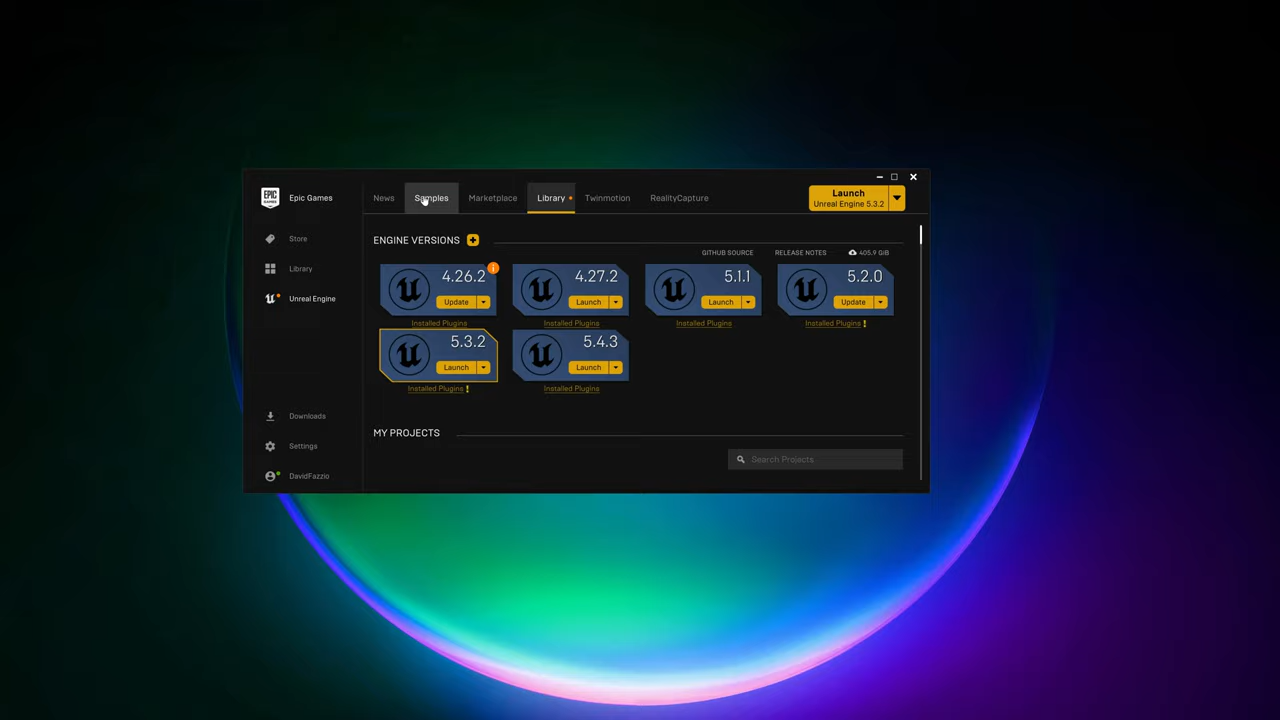 EPIC GAMES
Epic Games
News
Samples
Marketplace
Library
Twinmotion
RealityCapture
Launch
Unreal Engine 5.3.2
Store
Library
Unreal Engine
Downloads
Settings
DavidFazzio
ENGINE VERSIONS
GITHUB SOURCE
RELEASE NOTES
405.9 GIB
4.26.2
Update
Installed Plugins
4.27.2
Launch
Installed Plugins
5.1.1
Launch
Installed Plugins
5.2.0
Update
Installed Plugins !
5.3.2
Launch
Installed Plugins !
5.4.3
Launch
Installed Plugins
MY PROJECTS
Search Projects